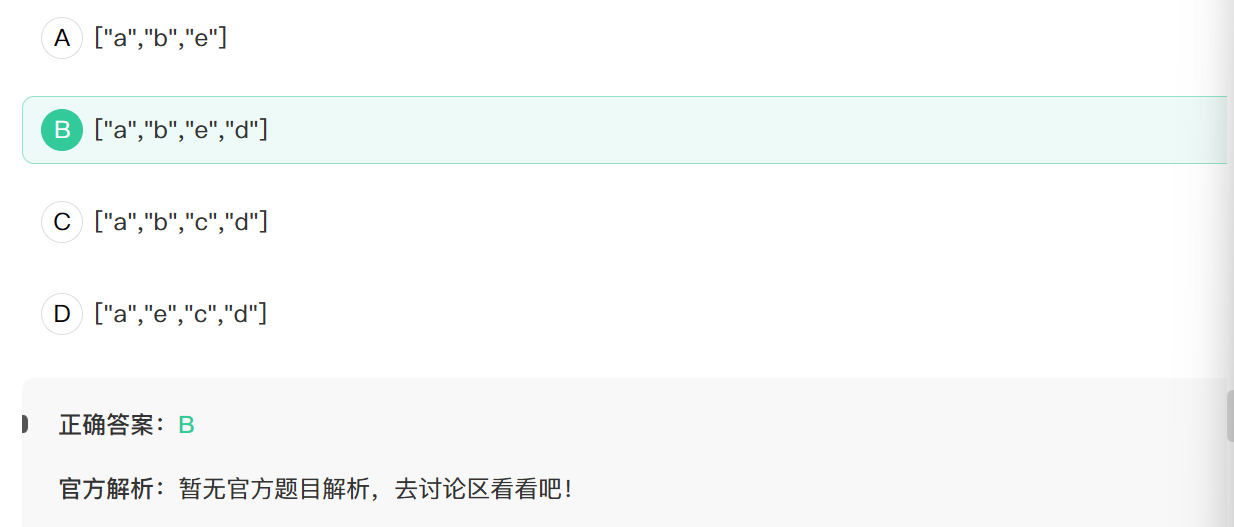 A ["a","b","e"]
B ["a","b","e","d"]
C ["a","b","c","d"]
D ["a","e","c","d"]
正确答案：B
官方解析：暂无官方题目解析，去讨论区看看吧！